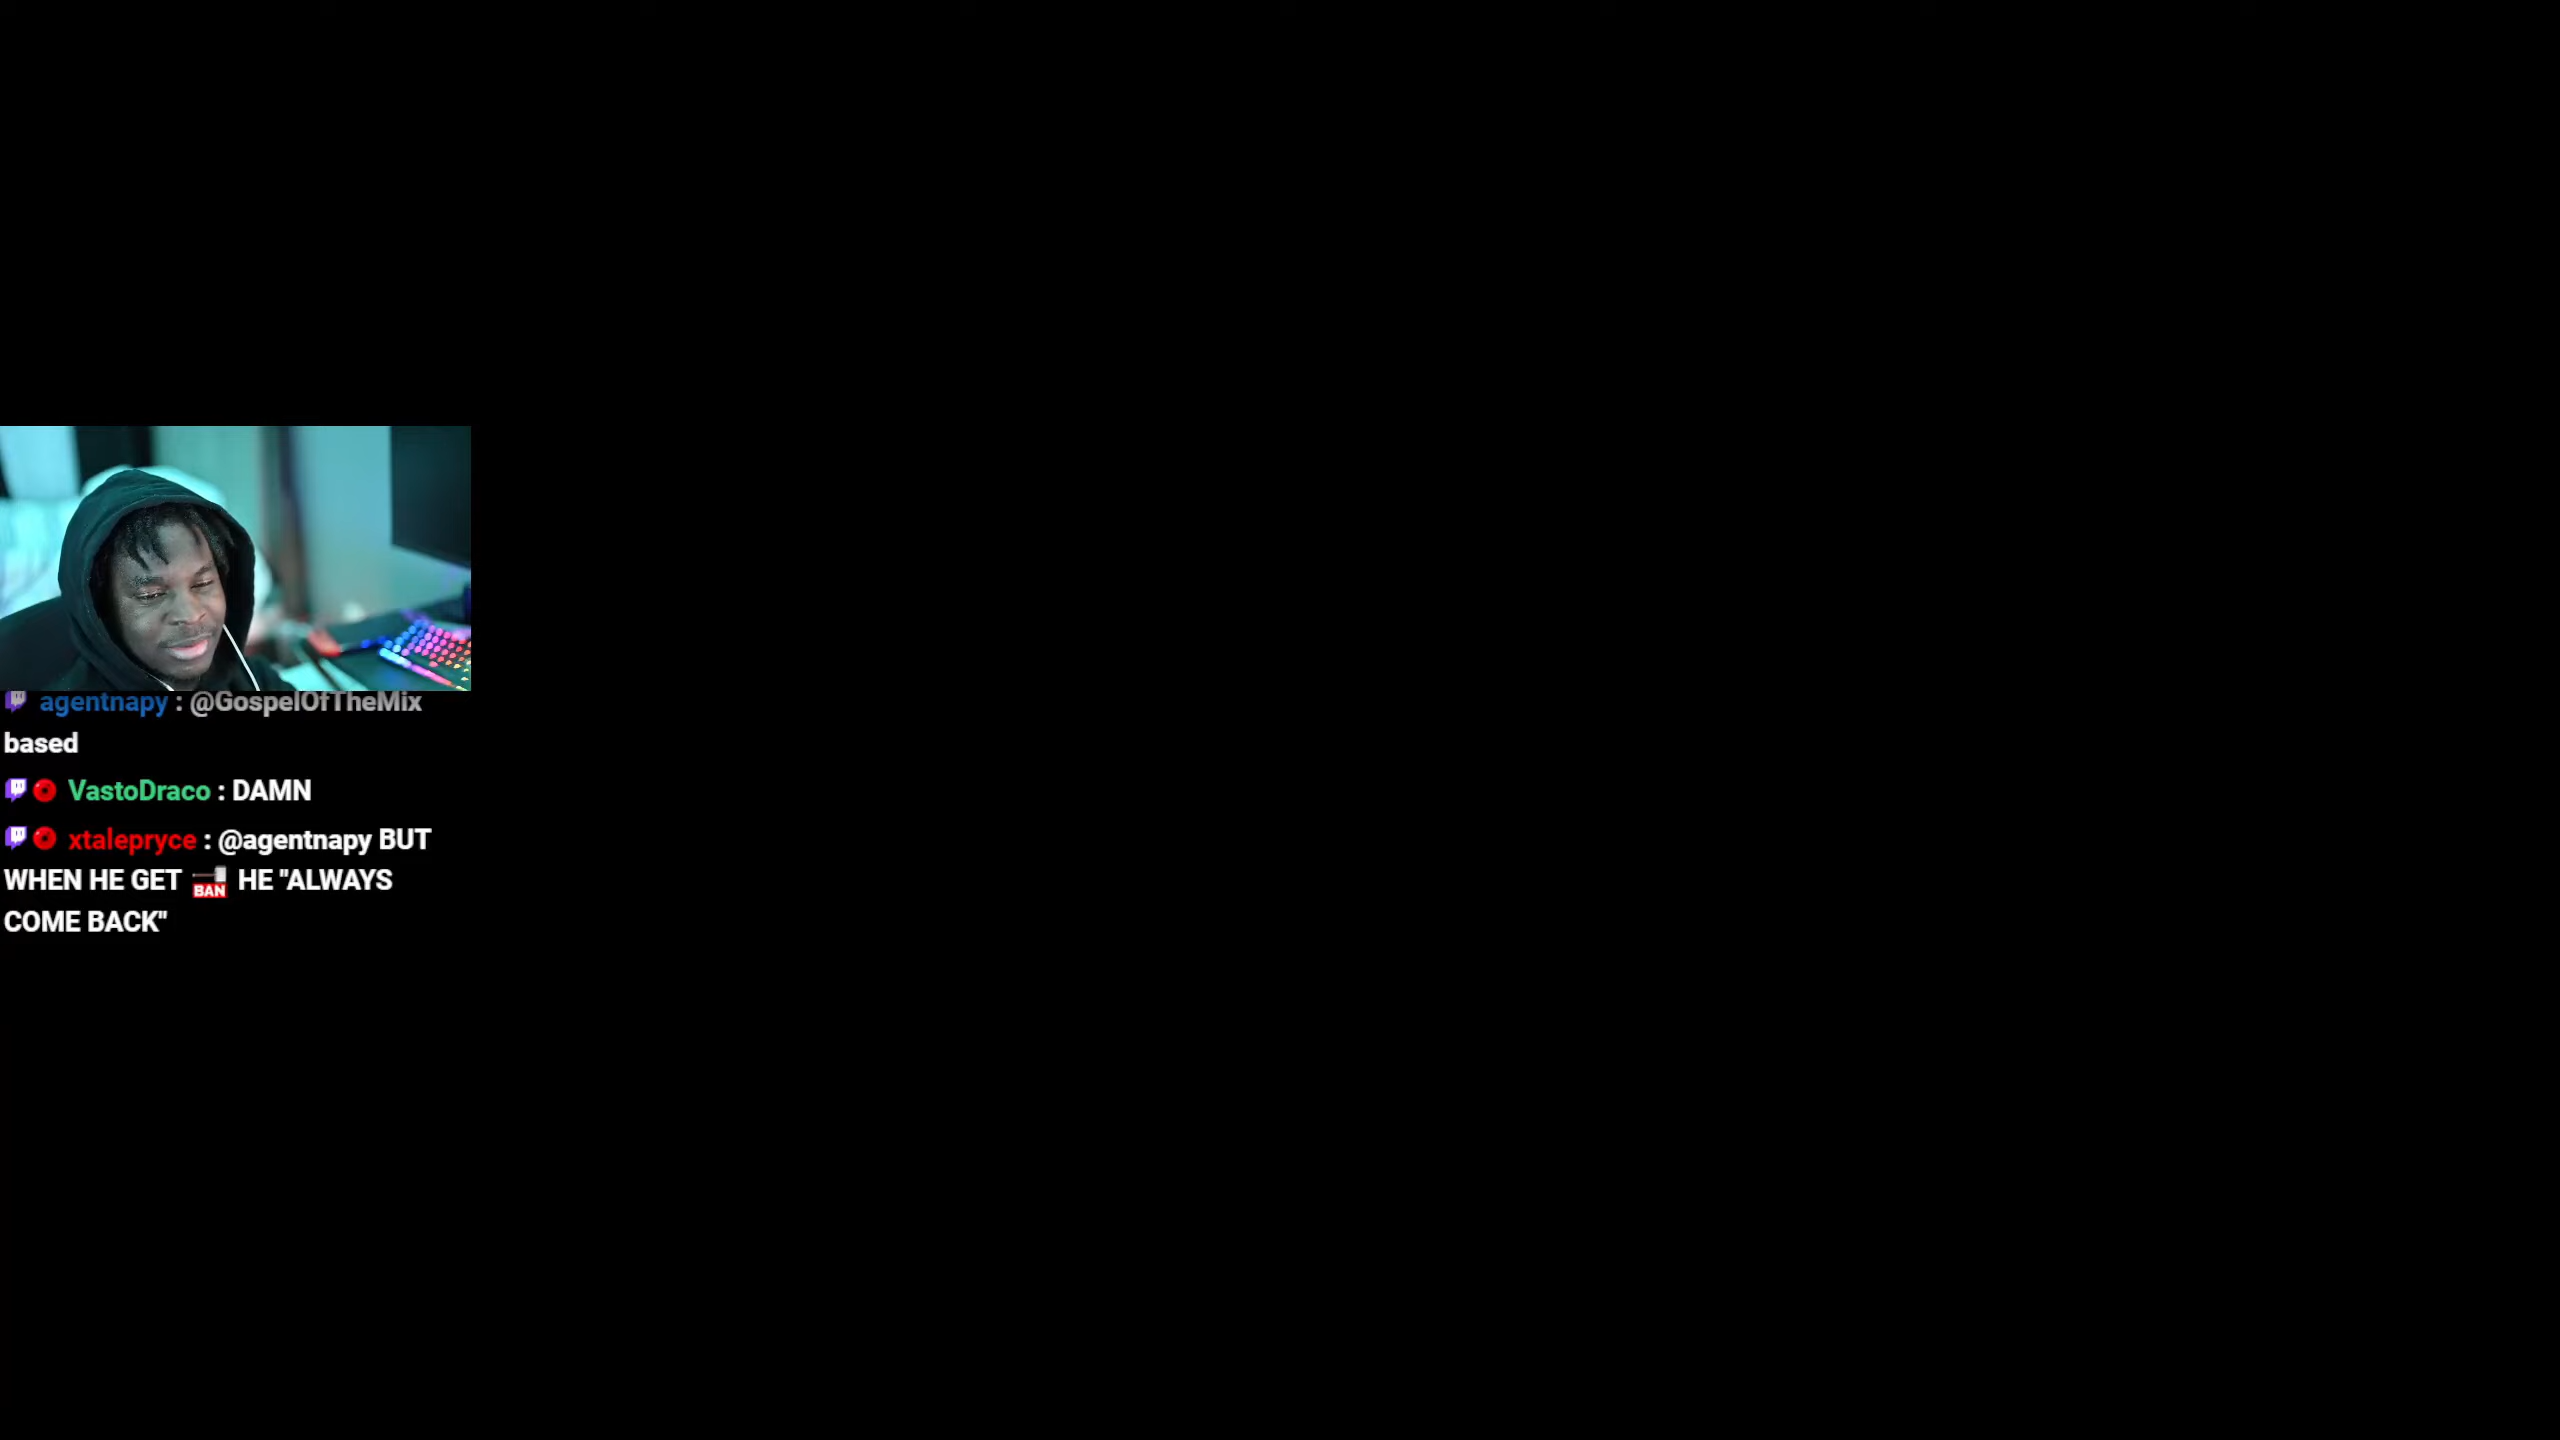 agentnapy : @GospelOfTheMix
based
VastoDraco : DAMN
xtalepryce : @agentnapy BUT
WHEN HE GET BAN HE "ALWAYS
COME BACK"